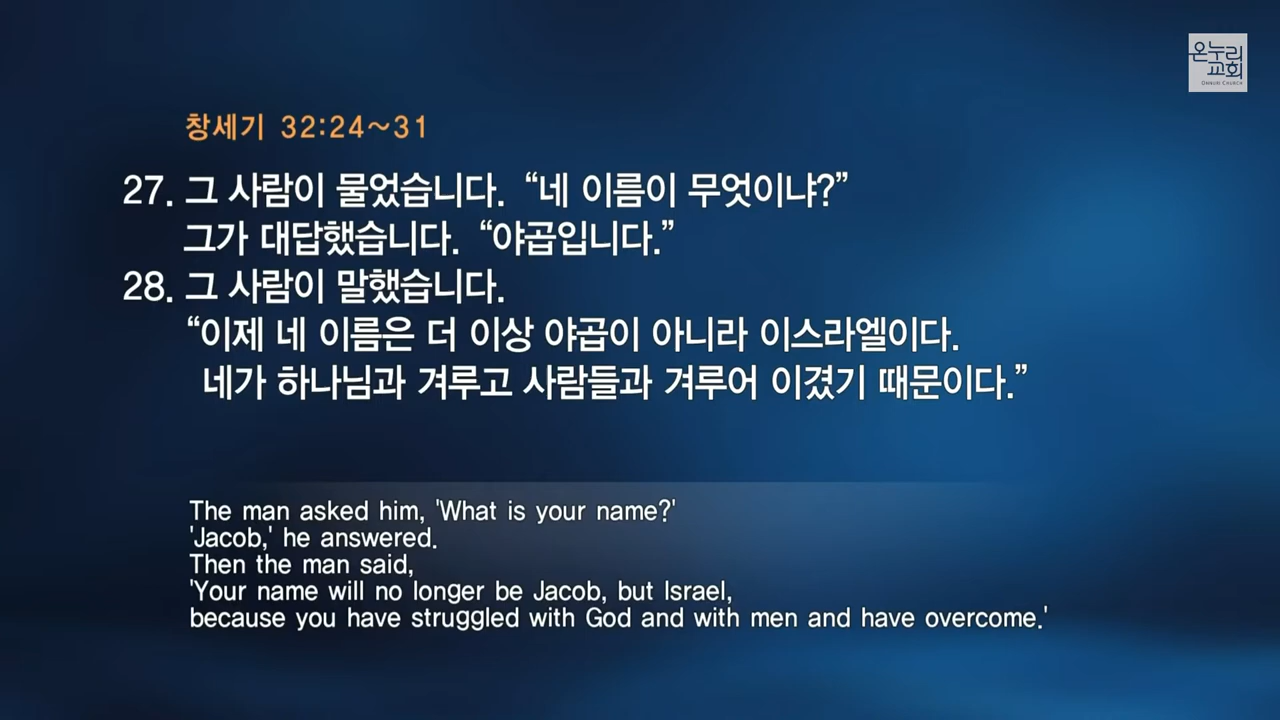 온누리
교회
ONNURI CHURCH
창세기 32:24~31
27. 그 사람이 물었습니다. “네 이름이 무엇이냐?”
그가 대답했습니다. “야곱입니다.”
28. 그 사람이 말했습니다.
“이제 네 이름은 더 이상 야곱이 아니라 이스라엘이다.
네가 하나님과 겨루고 사람들과 겨루어 이겼기 때문이다.”
The man asked him, 'What is your name?'
'Jacob,' he answered.
Then the man said,
'Your name will no longer be Jacob, but Israel,
because you have struggled with God and with men and have overcome.'